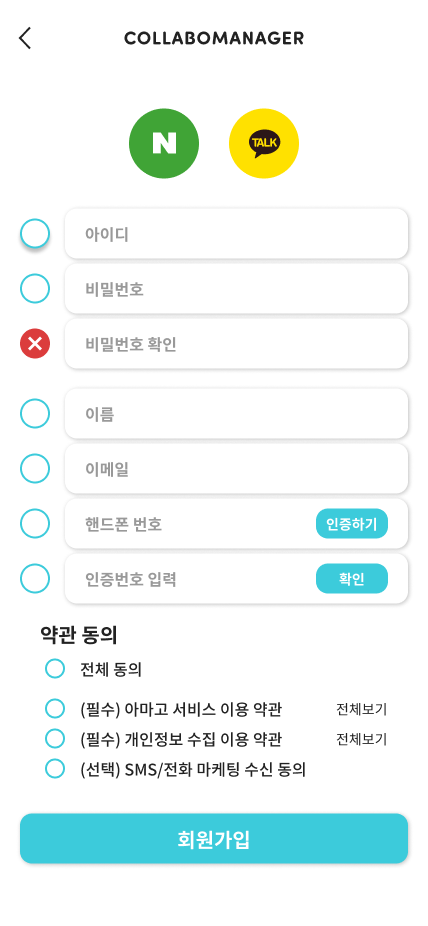 COLLABOMANAGER
N
TALK
아이디
비밀번호
비밀번호 확인
이름
이메일
핸드폰 번호 인증하기
인증번호 입력 확인
약관 동의
전체 동의
(필수) 아마고 서비스 이용 약관 전체보기
(필수) 개인정보 수집 이용 약관 전체보기
(선택) SMS/전화 마케팅 수신 동의
회원가입